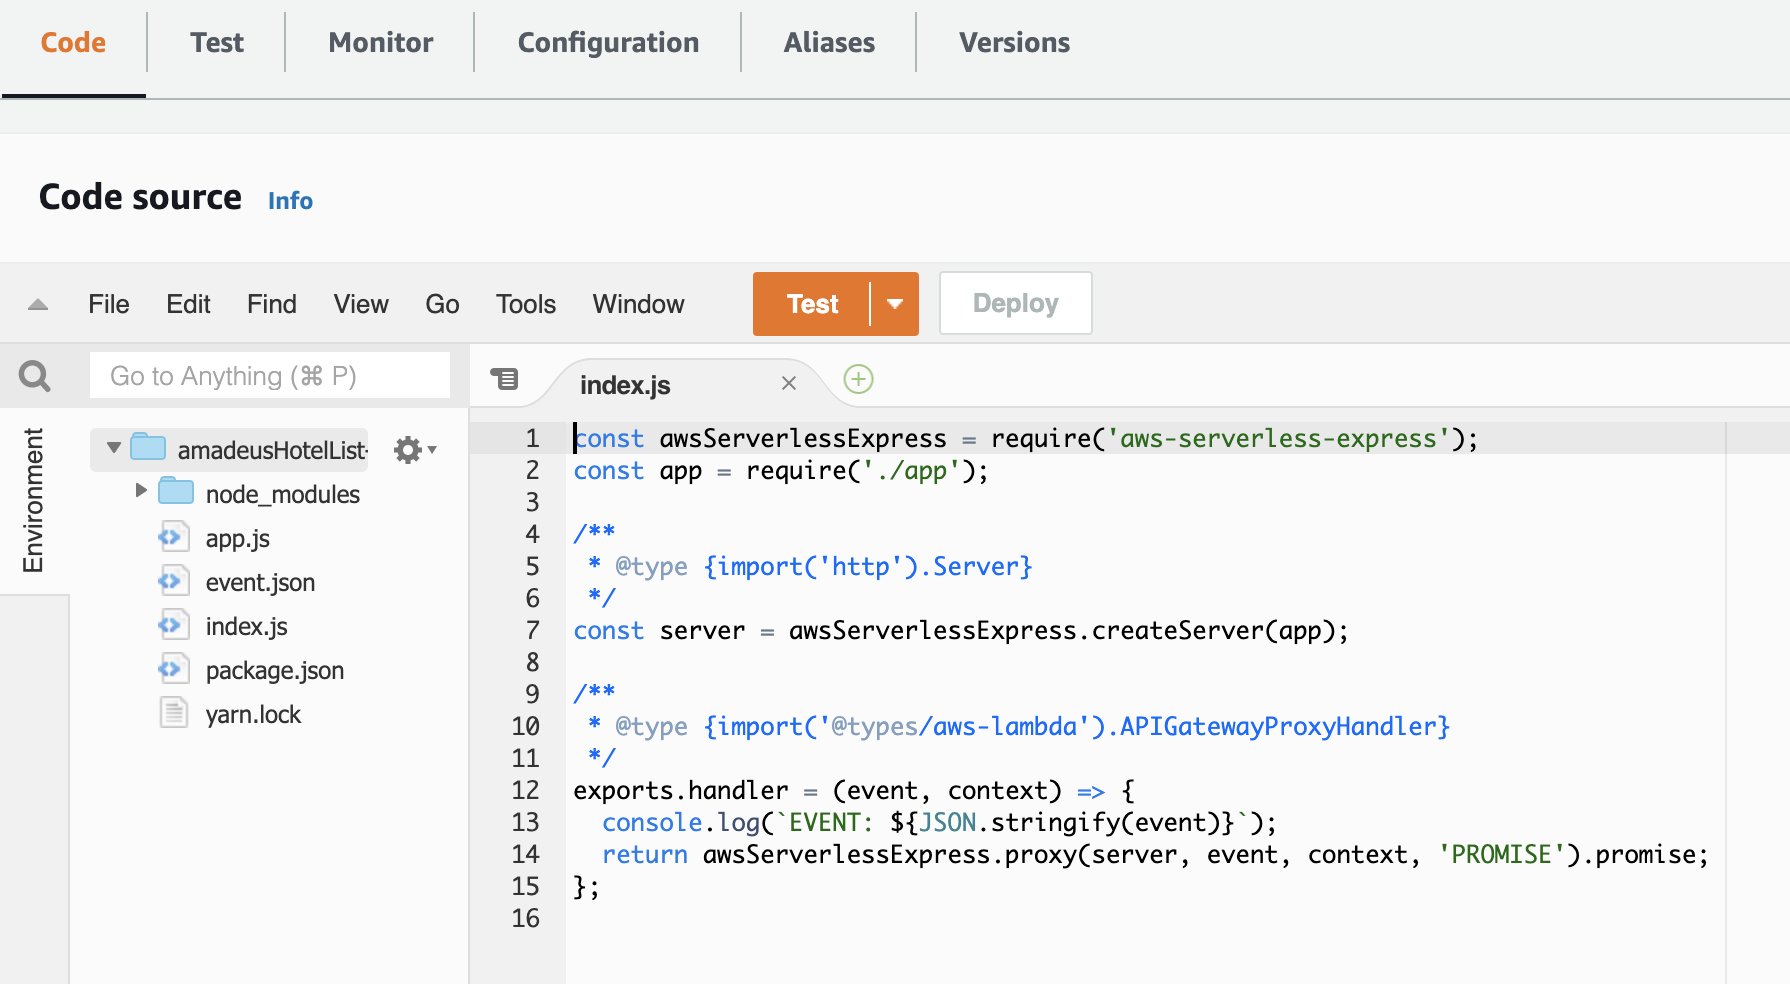 Code Test Monitor Configuration Aliases Versions
Code source Info
File Edit Find View Go Tools Window Test Deploy
Go to Anything (⌘ P)
index.js
Environment
amadeusHotelList-
node_modules
app.js
event.json
index.js
package.json
yarn.lock
1 const awsServerlessExpress = require('aws-serverless-express');
2 const app = require('./app');
3
4 /**
5  * @type {import('http').Server}
6  */
7 const server = awsServerlessExpress.createServer(app);
8
9 /**
10  * @type {import('@types/aws-lambda').APIGatewayProxyHandler}
11  */
12 exports.handler = (event, context) => {
13   console.log(`EVENT: ${JSON.stringify(event)}`);
14   return awsServerlessExpress.proxy(server, event, context, 'PROMISE').promise;
15 };
16